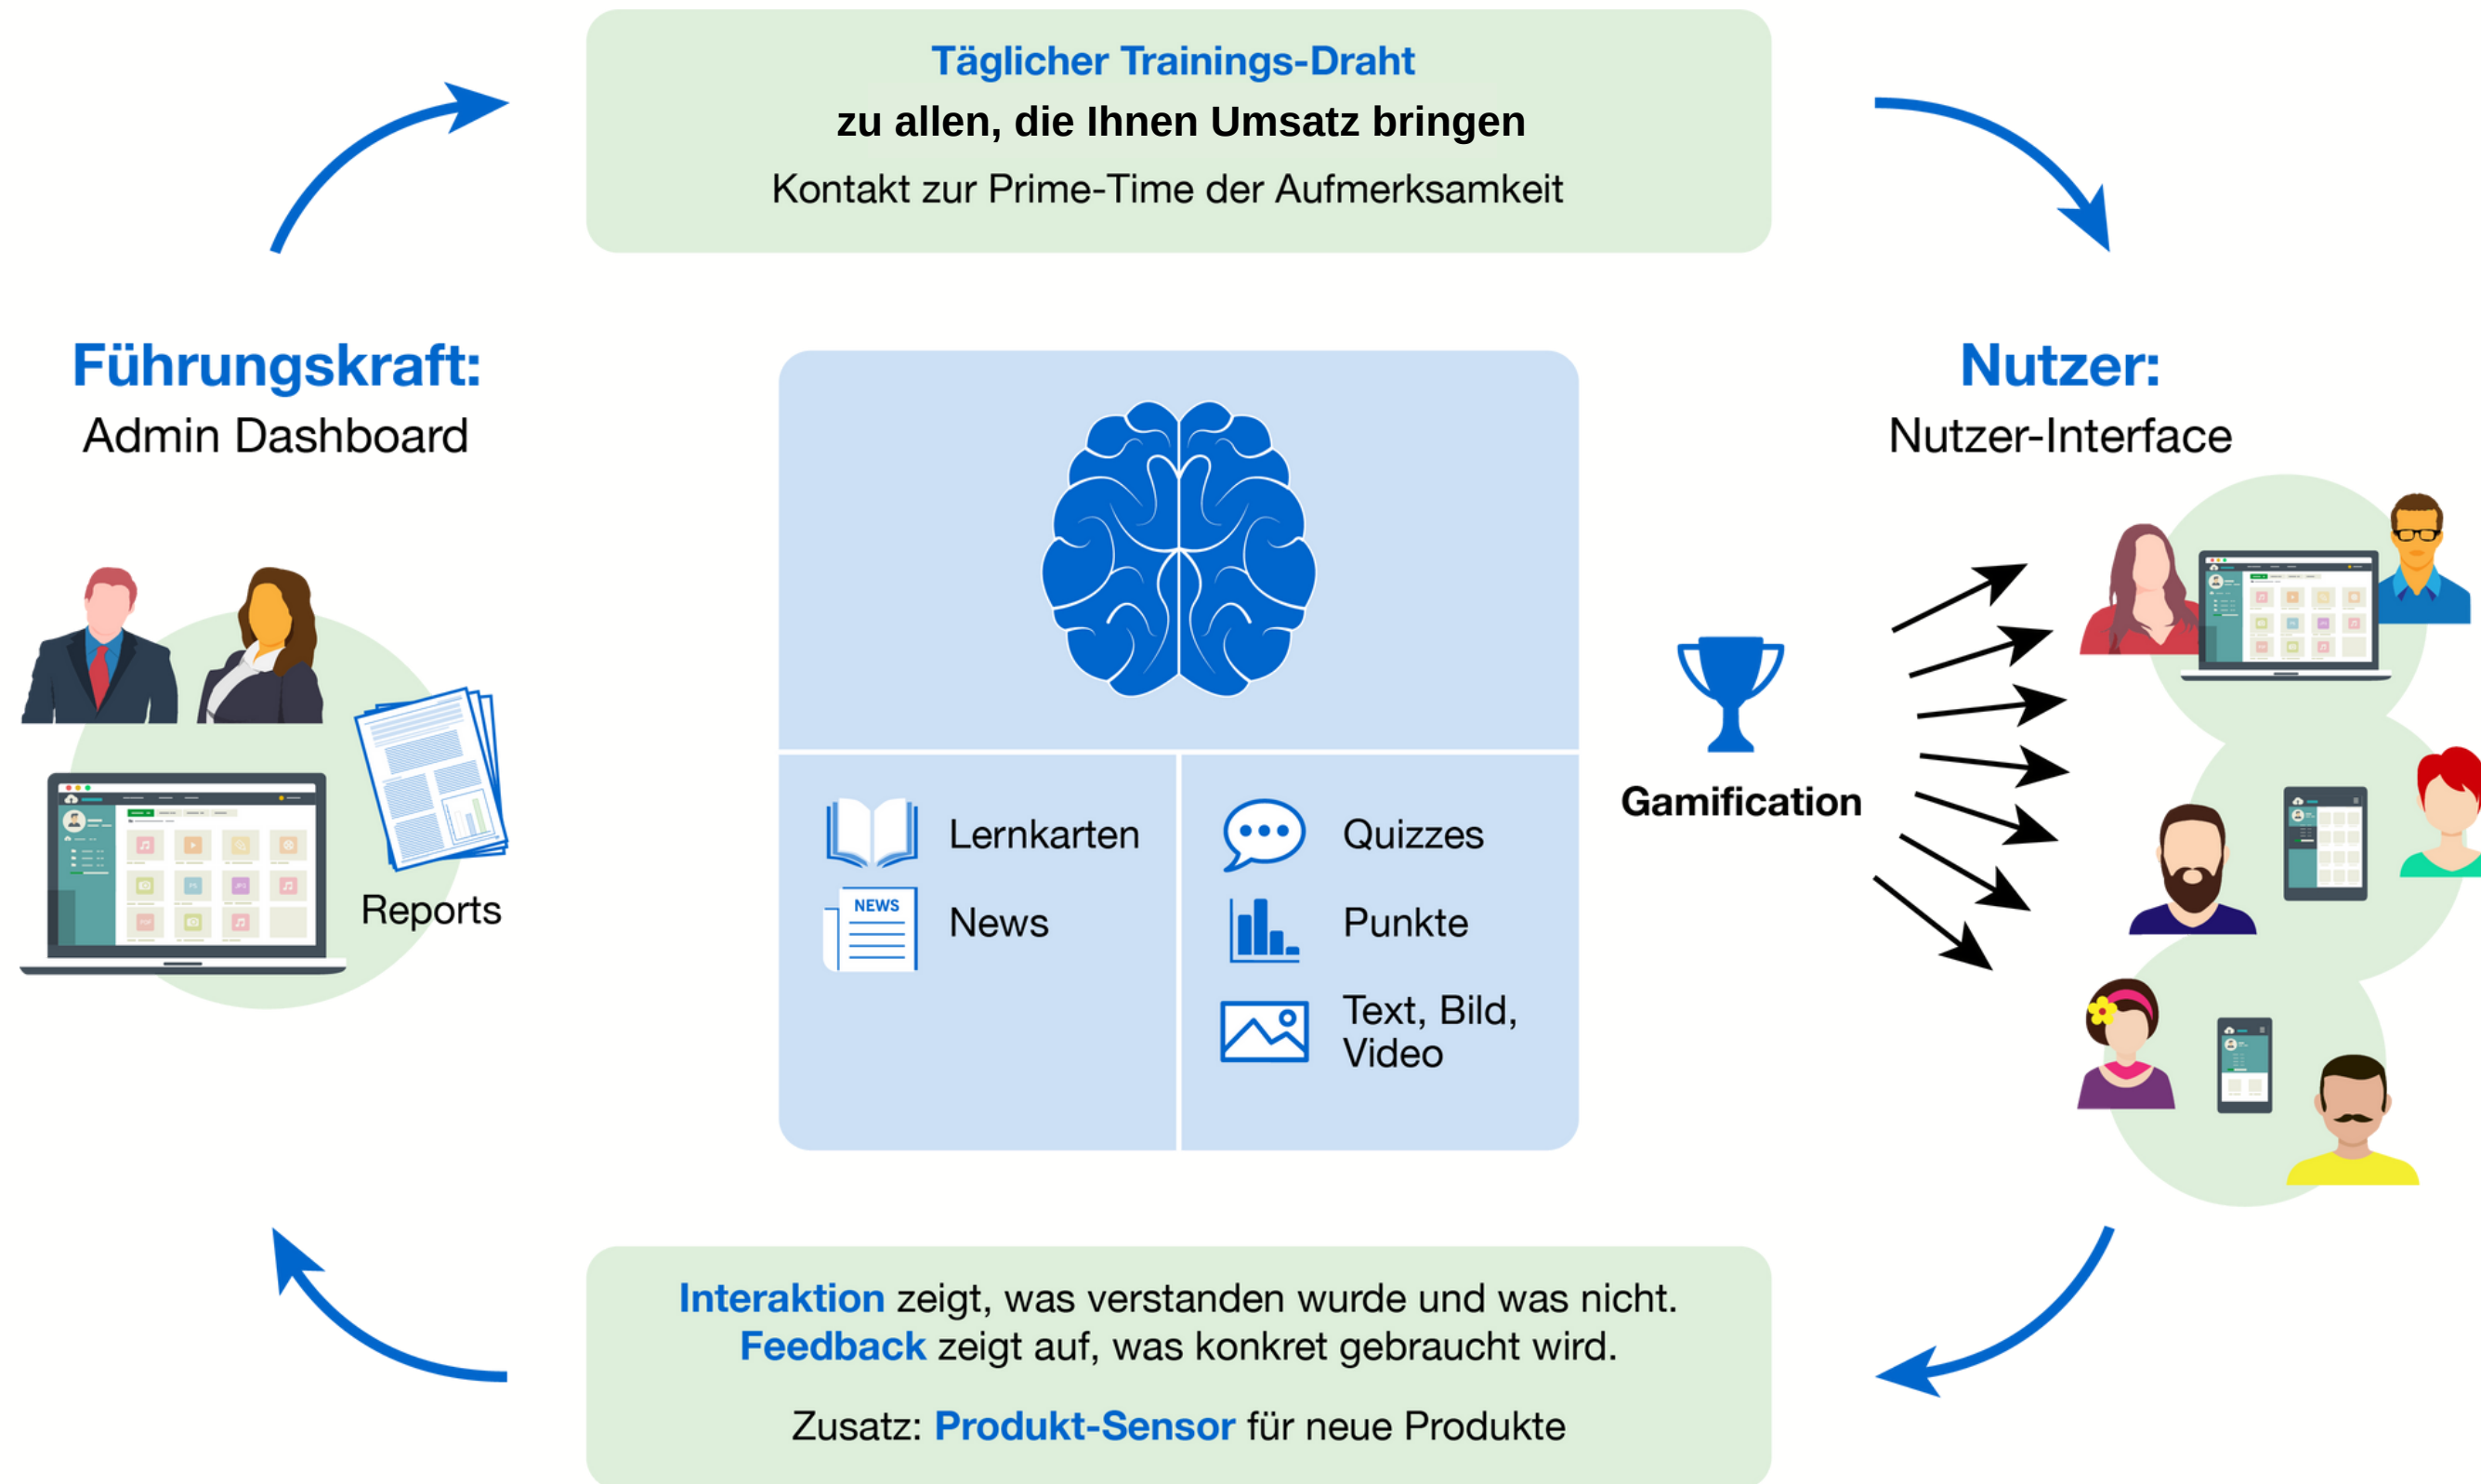 Täglicher Trainings-Draht
zu allen, die Ihnen Umsatz bringen
Kontakt zur Prime-Time der Aufmerksamkeit
Führungskraft:
Admin Dashboard
Reports
Lernkarten
NEWS
News
Quizzes
Punkte
Text, Bild,
Video
Gamification
Nutzer:
Nutzer-Interface
Interaktion zeigt, was verstanden wurde und was nicht.
Feedback zeigt auf, was konkret gebraucht wird.
Zusatz: Produkt-Sensor für neue Produkte